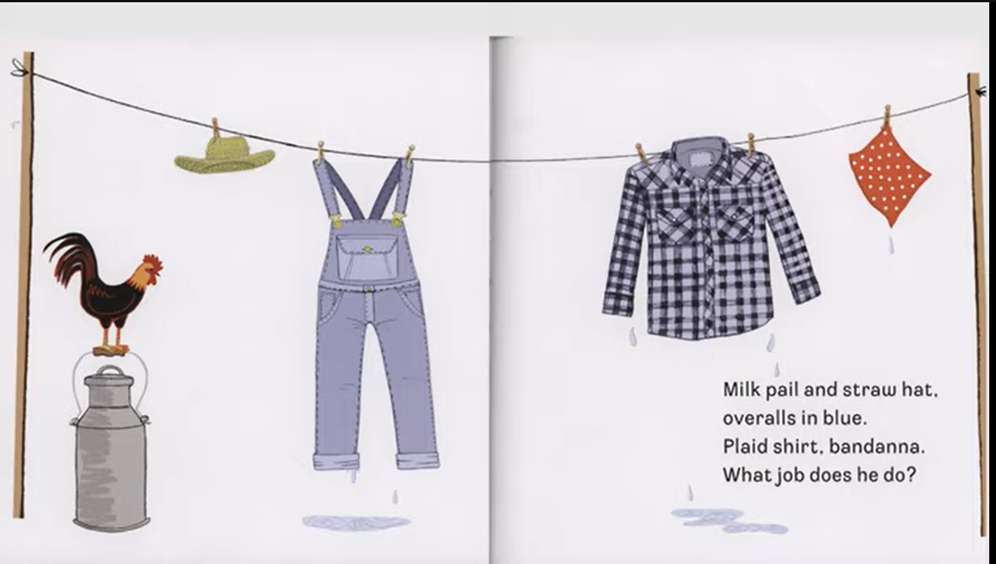 Milk pail and straw hat,
overalls in blue.
Plaid shirt, bandanna.
What job does he do?